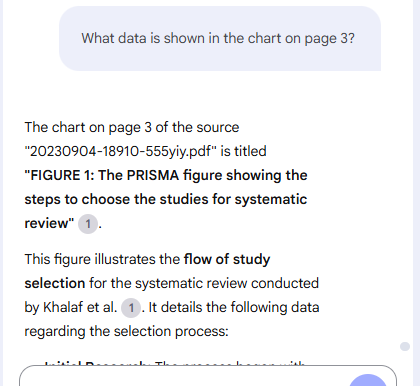 What data is shown in the chart on page 3?
The chart on page 3 of the source
"20230904-18910-555yiy.pdf" is titled
"FIGURE 1: The PRISMA figure showing the
steps to choose the studies for systematic
review" 1 .
This figure illustrates the flow of study
selection for the systematic review conducted
by Khalaf et al. 1 . It details the following data
regarding the selection process: